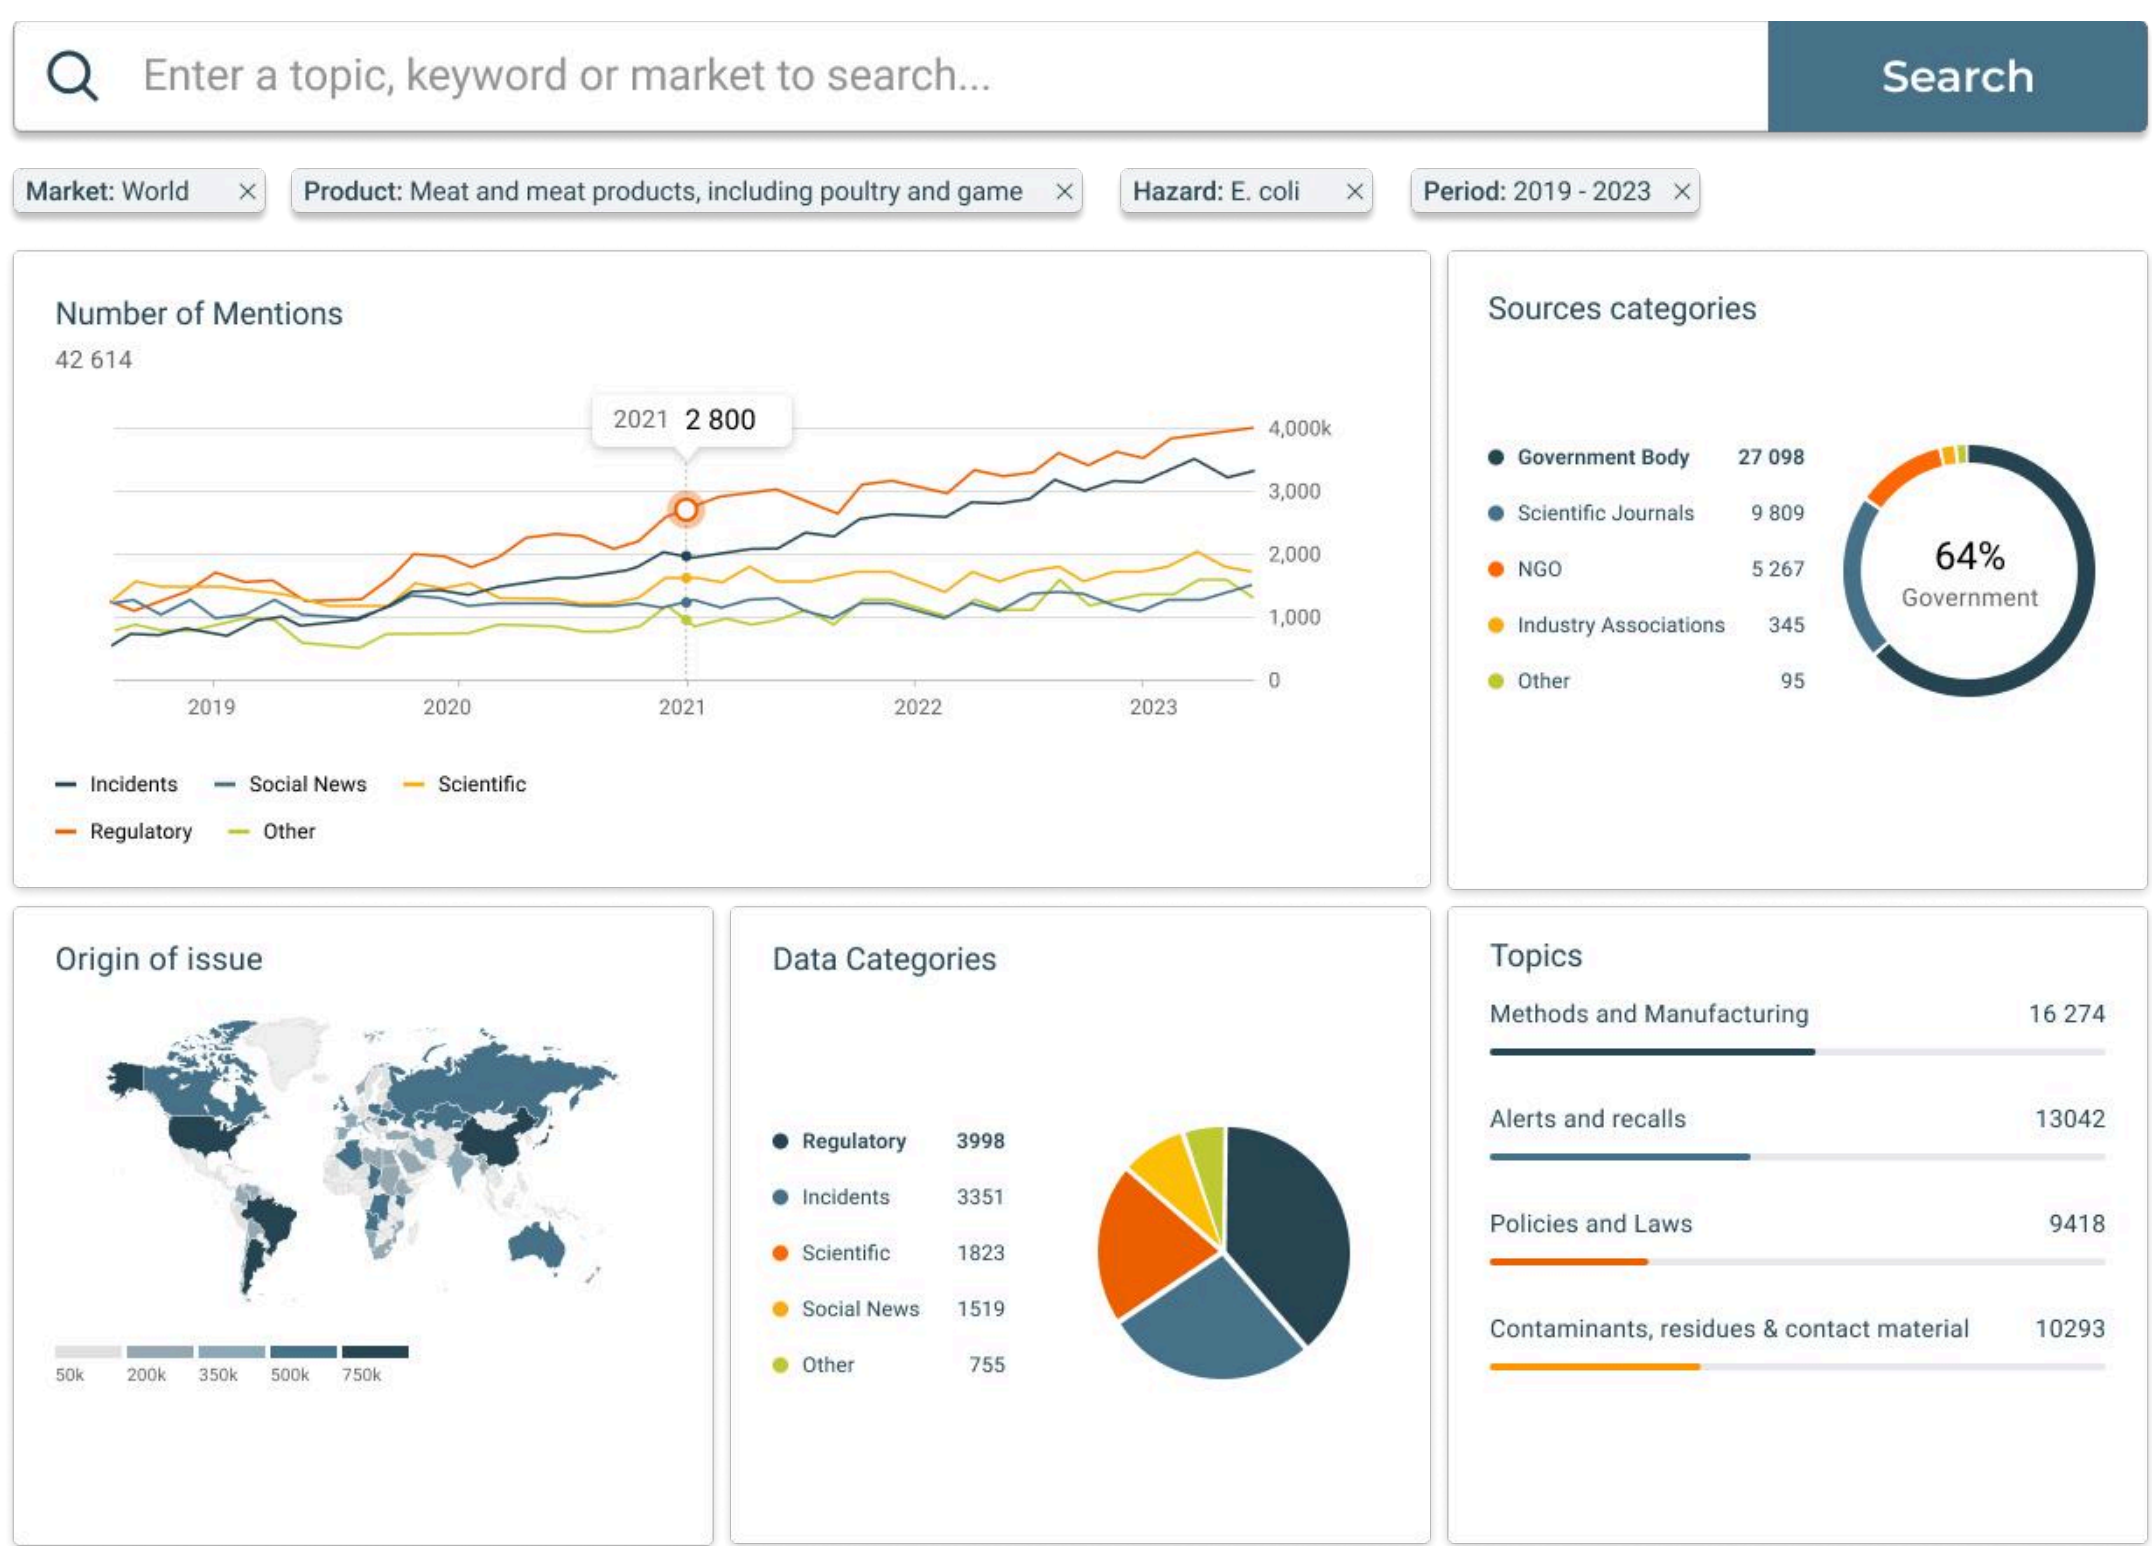 Enter a topic, keyword or market to search...
Search
Market: World ×
Product: Meat and meat products, including poultry and game ×
Hazard: E. coli ×
Period: 2019 - 2023 ×
Number of Mentions
42 614
2021 2 800
4,000k
3,000
2,000
1,000
0
2019 2020 2021 2022 2023
Incidents Social News Scientific
Regulatory Other
Sources categories
Government Body 27 098
Scientific Journals 9 809
NGO 5 267
Industry Associations 345
Other 95
64%
Government
Origin of issue
50k 200k 350k 500k 750k
Data Categories
Regulatory 3998
Incidents 3351
Scientific 1823
Social News 1519
Other 755
Topics
Methods and Manufacturing 16 274
Alerts and recalls 13042
Policies and Laws 9418
Contaminants, residues & contact material 10293